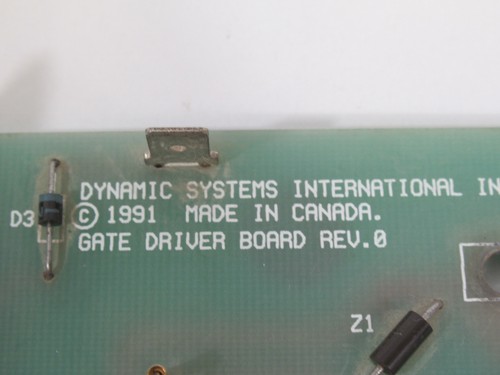 DYNAMIC SYSTEMS INTERNATIONAL IN
D3 © 1991 MADE IN CANADA.
GATE DRIVER BOARD REV.0
Z1